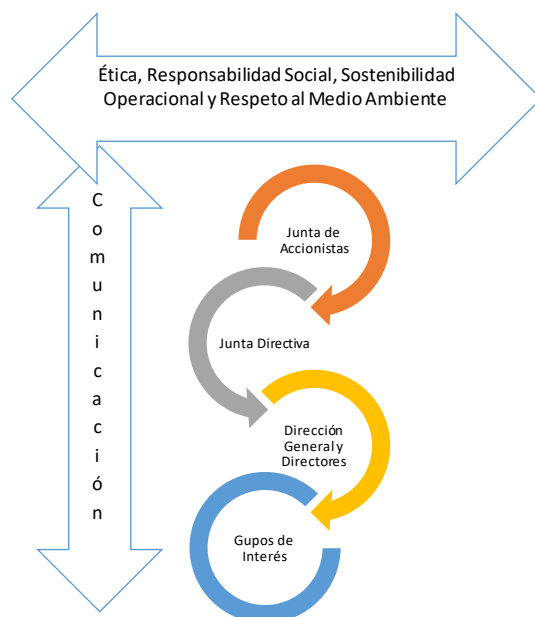 Ética, Responsabilidad Social, Sostenibilidad
Operacional y Respeto al Medio Ambiente
Comunicación
Junta de
Accionistas
Junta Directiva
Dirección
General y
Directores
Gupos de
Interés